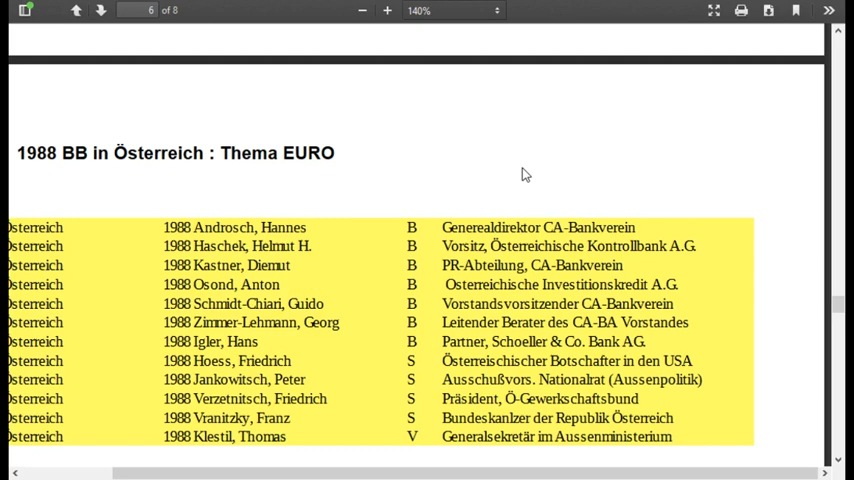 6 of 8
140%
1988 BB in Österreich : Thema EURO
Österreich 1988 Androsch, Hannes B Generealdirektor CA-Bankverein
Österreich 1988 Haschek, Helmut H. B Vorsitz, Österreichische Kontrollbank A.G.
Österreich 1988 Kastner, Diemut B PR-Abteilung, CA-Bankverein
Österreich 1988 Osond, Anton B Osterreichische Investitionskredit A.G.
Österreich 1988 Schmidt-Chiari, Guido B Vorstandsvorsitzender CA-Bankverein
Österreich 1988 Zimmer-Lehmann, Georg B Leitender Berater des CA-BA Vorstandes
Österreich 1988 Igler, Hans B Partner, Schoeller & Co. Bank AG.
Österreich 1988 Hoess, Friedrich S Österreischischer Botschafter in den USA
Österreich 1988 Jankowitsch, Peter S Ausschußvors. Nationalrat (Aussenpolitik)
Österreich 1988 Verzetnitsch, Friedrich S Präsident, Ö-Gewerkschaftsbund
Österreich 1988 Vranitzky, Franz S Bundeskanlzer der Republik Österreich
Österreich 1988 Klestil, Thomas V Generalsekretär im Aussenministerium